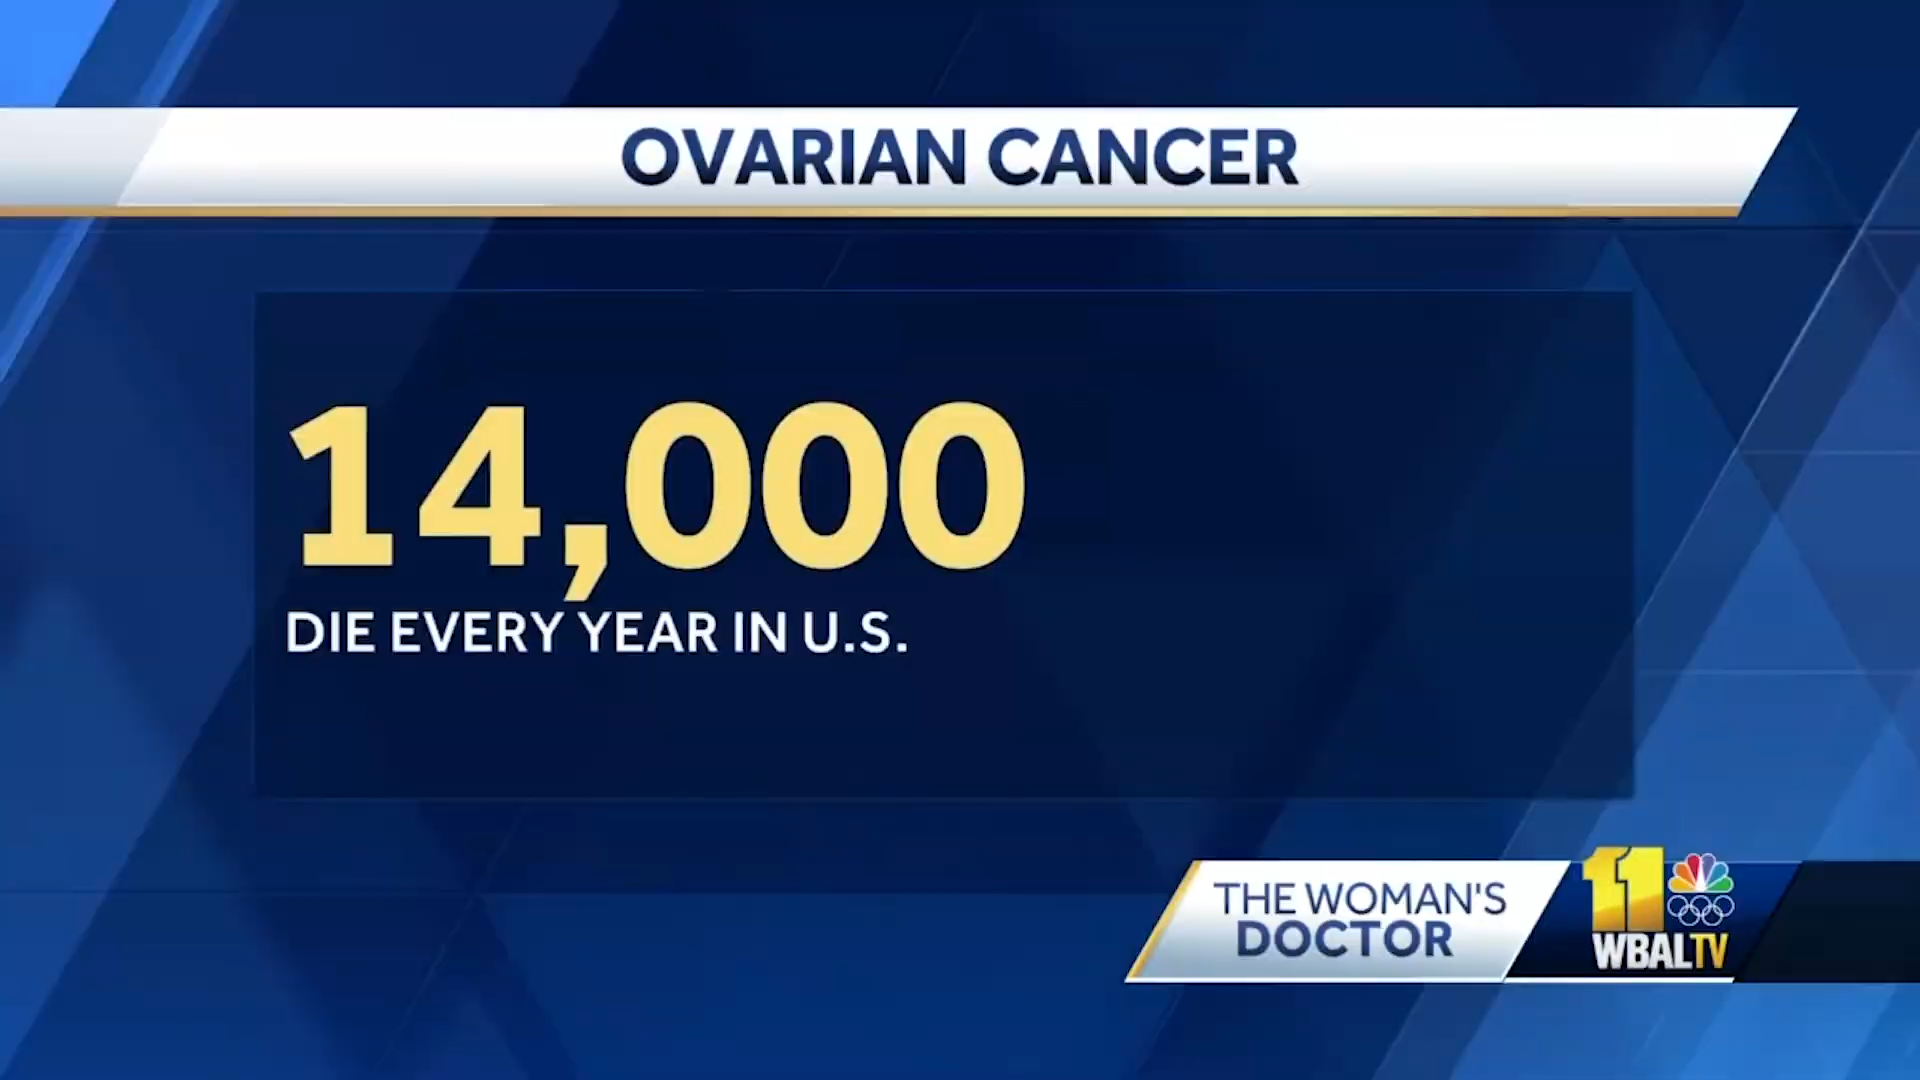 OVARIAN CANCER
14,000
DIE EVERY YEAR IN U.S.
THE WOMAN'S
DOCTOR
11
WBALTV